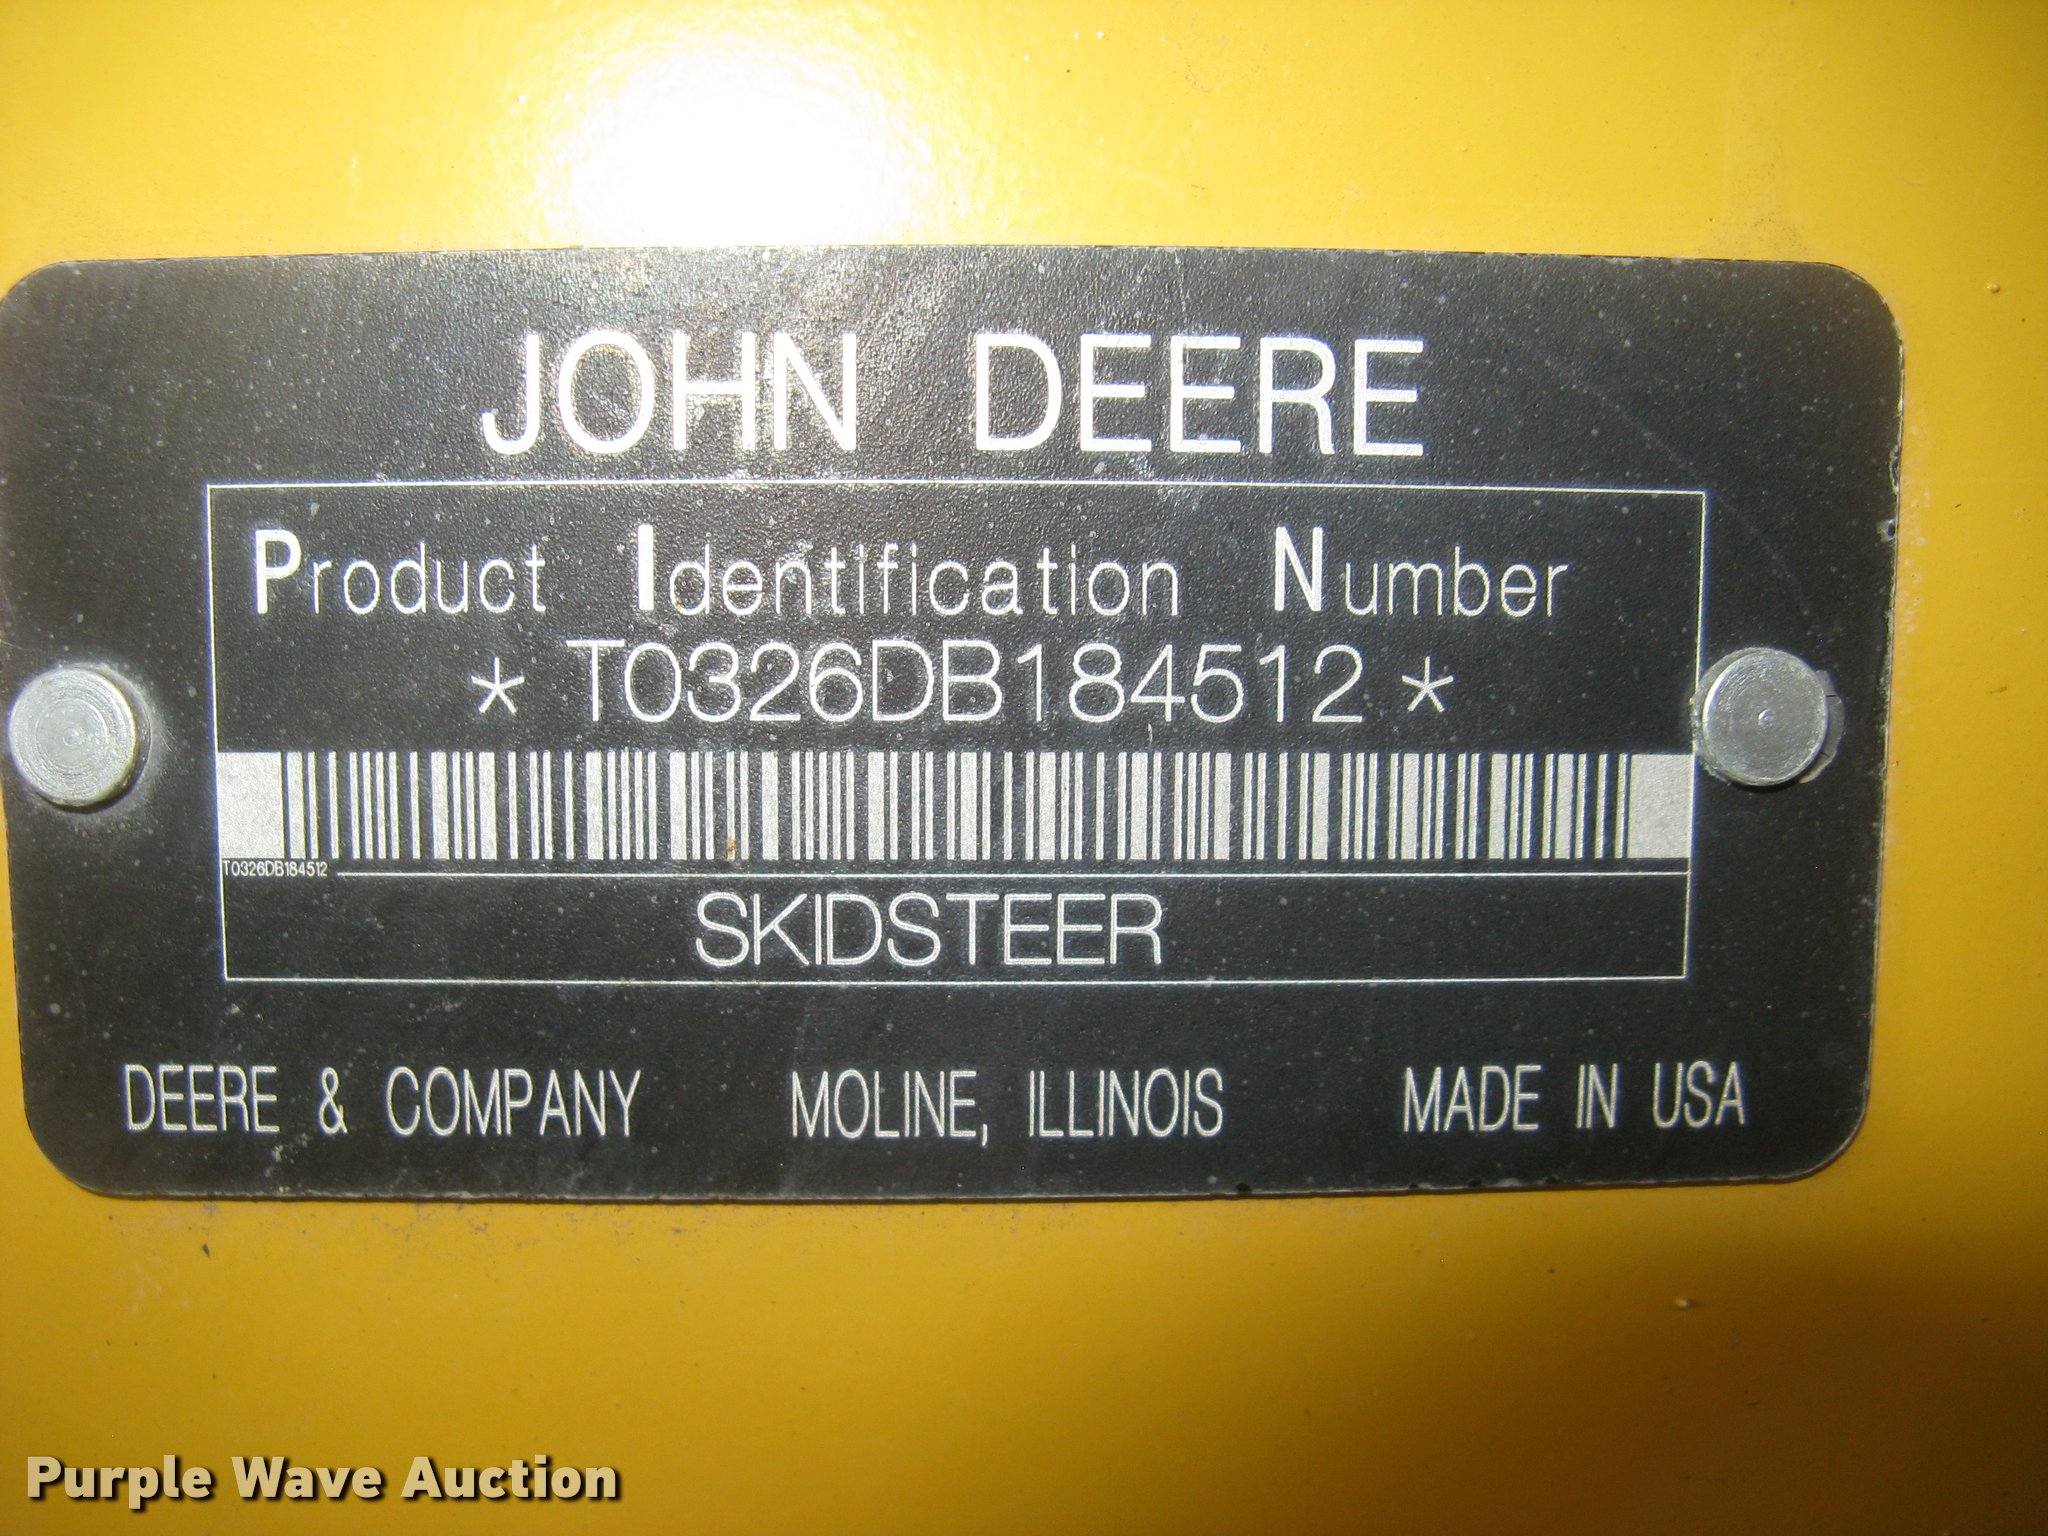 JOHN DEERE
Product Identification Number
* T0326DB184512 *
T0326DB184512
SKIDSTEER
DEERE & COMPANY MOLINE, ILLINOIS MADE IN USA
Purple Wave Auction